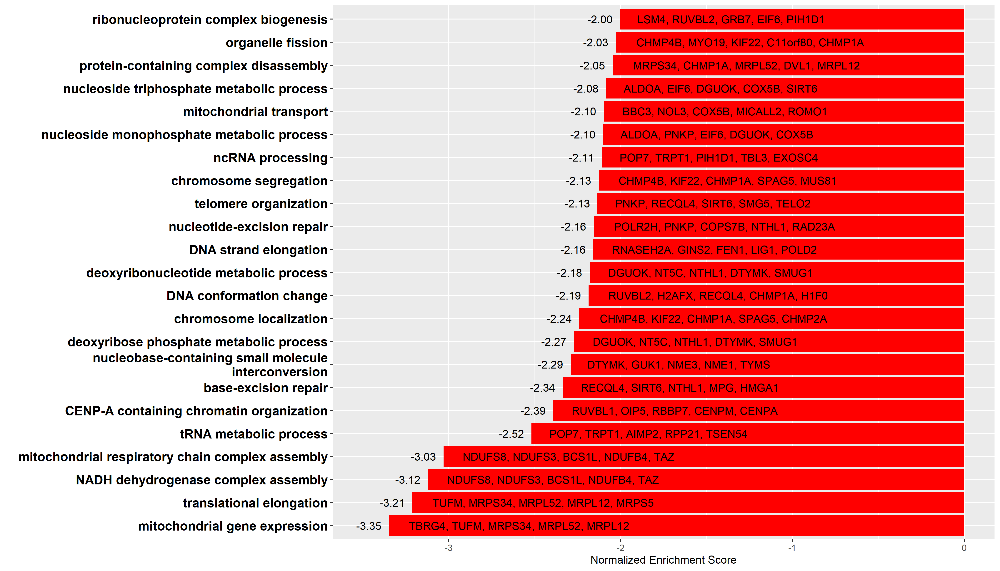 ribonucleoprotein complex biogenesis -2.00 LSM4, RUVBL2, GRB7, EIF6, PIH1D1
organelle fission -2.03 CHMP4B, MYO19, KIF22, C11orf80, CHMP1A
protein-containing complex disassembly -2.05 MRPS34, CHMP1A, MRPL52, DVL1, MRPL12
nucleoside triphosphate metabolic process -2.08 ALDOA, EIF6, DGUOK, COX5B, SIRT6
mitochondrial transport -2.10 BBC3, NOL3, COX5B, MICALL2, ROMO1
nucleoside monophosphate metabolic process -2.10 ALDOA, PNKP, EIF6, DGUOK, COX5B
ncRNA processing -2.11 POP7, TRPT1, PIH1D1, TBL3, EXOSC4
chromosome segregation -2.13 CHMP4B, KIF22, CHMP1A, SPAG5, MUS81
telomere organization -2.13 PNKP, RECQL4, SIRT6, SMG5, TELO2
nucleotide-excision repair -2.16 POLR2H, PNKP, COPS7B, NTHL1, RAD23A
DNA strand elongation -2.16 RNASEH2A, GINS2, FEN1, LIG1, POLD2
deoxyribonucleotide metabolic process -2.18 DGUOK, NT5C, NTHL1, DTYMK, SMUG1
DNA conformation change -2.19 RUVBL2, H2AFX, RECQL4, CHMP1A, H1F0
chromosome localization -2.24 CHMP4B, KIF22, CHMP1A, SPAG5, CHMP2A
deoxyribose phosphate metabolic process -2.27 DGUOK, NT5C, NTHL1, DTYMK, SMUG1
nucleobase-containing small molecule
interconversion -2.29 DTYMK, GUK1, NME3, NME1, TYMS
base-excision repair -2.34 RECQL4, SIRT6, NTHL1, MPG, HMGA1
CENP-A containing chromatin organization -2.39 RUVBL1, OIP5, RBBP7, CENPM, CENPA
tRNA metabolic process -2.52 POP7, TRPT1, AIMP2, RPP21, TSEN54
mitochondrial respiratory chain complex assembly -3.03 NDUFS8, NDUFS3, BCS1L, NDUFB4, TAZ
NADH dehydrogenase complex assembly -3.12 NDUFS8, NDUFS3, BCS1L, NDUFB4, TAZ
translational elongation -3.21 TUFM, MRPS34, MRPL52, MRPL12, MRPS5
mitochondrial gene expression -3.35 TBRG4, TUFM, MRPS34, MRPL52, MRPL12
-3 -2 -1 0
Normalized Enrichment Score